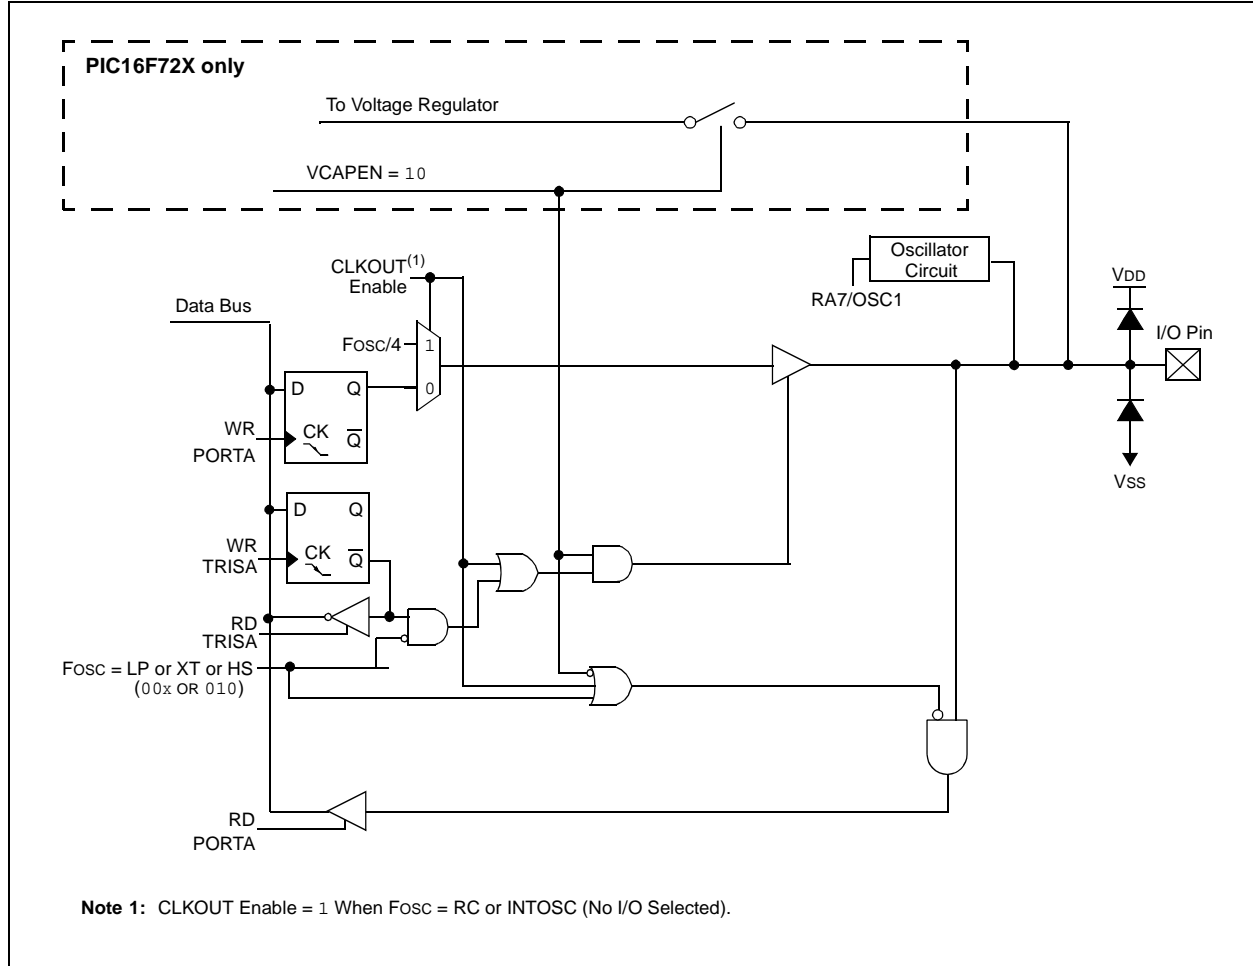 PIC16F72X only
To Voltage Regulator
VCAPEN = 10
CLKOUT(1)
Enable
Oscillator
Circuit
RA7/OSC1
VDD
I/O Pin
VSS
Data Bus
FOSC/4
1
0
D
Q
CK
Q
WR
PORTA
D
Q
CK
Q
WR
TRISA
RD
TRISA
FOSC = LP or XT or HS
(00x OR 010)
RD
PORTA
Note 1: CLKOUT Enable = 1 When FOSC = RC or INTOSC (No I/O Selected).